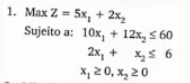 1. Max Z = 5x₁ + 2x₂
Sujeito a: 10x₁ + 12x₂ ≤ 60
2x₁ + x₂ ≤ 6
x₁ ≥ 0, x₂ ≥ 0